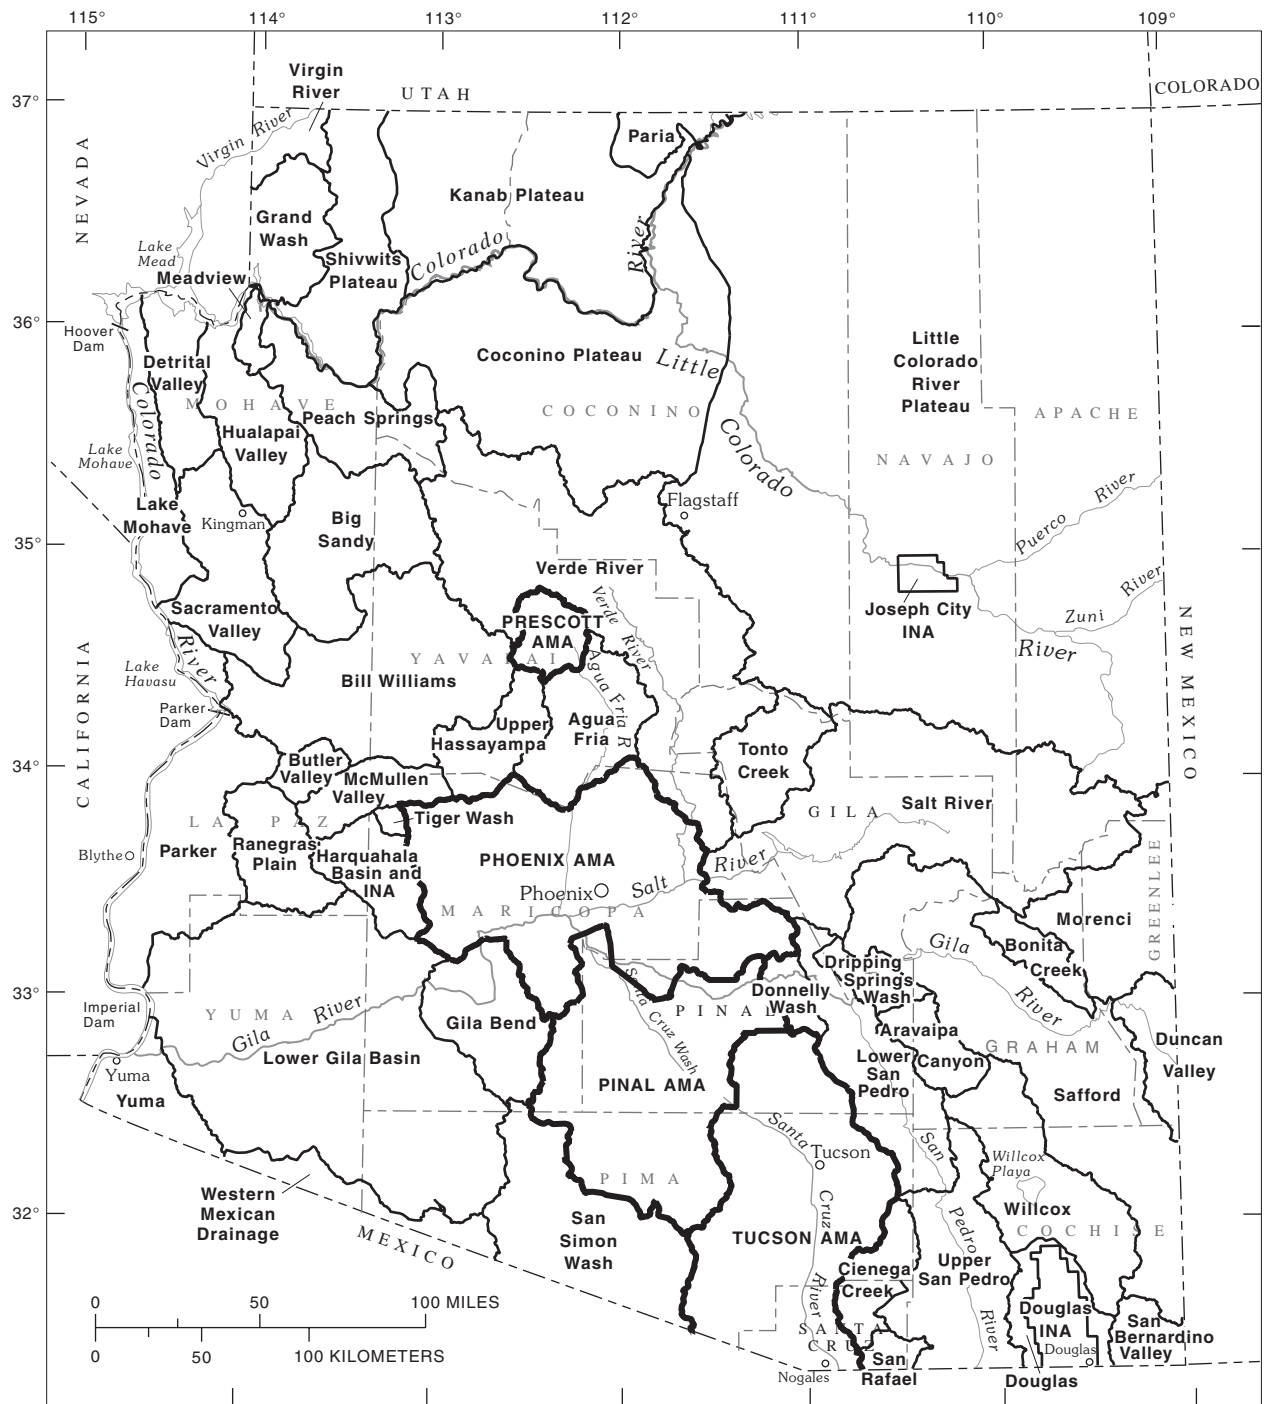 115°
114°
113°
112°
111°
110°
109°
Virgin
River
UTAH
COLORADO
37°
Virgin River
Paria
NEVADA
Kanab Plateau
Grand
Wash
Colorado
River
Lake
Mead
Shivwits
Plateau
Meadview
36°
Hoover
Dam
Detrital
Valley
Coconino Plateau
Little
Little
Colorado
River
Plateau
MOHAVE
Peach Springs
COCONINO
APACHE
Colorado
Hualapai
Valley
Colorado
NAVAJO
Lake
Mohave
Lake
Mohave
Kingman
Big
Sandy
Flagstaff
Puerco River
35°
Verde River
Verde River
Joseph City
INA
Zuni River
River
Sacramento
Valley
PRESCOTT
AMA
YAVAPAI
Agua Fria R
River
NEW MEXICO
CALIFORNIA
Lake
Havasu
Bill Williams
Parker
Dam
Upper
Hassayampa
Agua
Fria
Tonto
Creek
34°
Butler
Valley
McMullen
Valley
GILA
Salt River
LA PAZ
Tiger Wash
Blythe
Parker
Ranegras
Plain
Harquahala
Basin and
INA
PHOENIX AMA
Phoenix
Salt River
GREENLEE
MARICOPA
Morenci
Gila River
Bonita
Creek
Dripping
Springs
Wash
33°
Imperial
Dam
YUMA
Gila River
Santa Cruz Wash
PINAL
Donnelly
Wash
Gila Bend
Aravaipa
Canyon
GRAHAM
Duncan
Valley
Lower Gila Basin
Yuma
Yuma
PINAL AMA
Lower
San
Pedro
Safford
Santa
Tucson
San
Willcox
Playa
PIMA
Western
Mexican
Drainage
32°
MEXICO
San
Simon
Wash
TUCSON AMA
Cruz
River
Pedro
River
Willcox
COCHISE
Upper
San Pedro
Cienega
Creek
0 50 100 MILES
0 50 100 KILOMETERS
SANTA
CRUZ
Nogales
San
Rafael
Douglas
INA
Douglas
Douglas
San
Bernardino
Valley